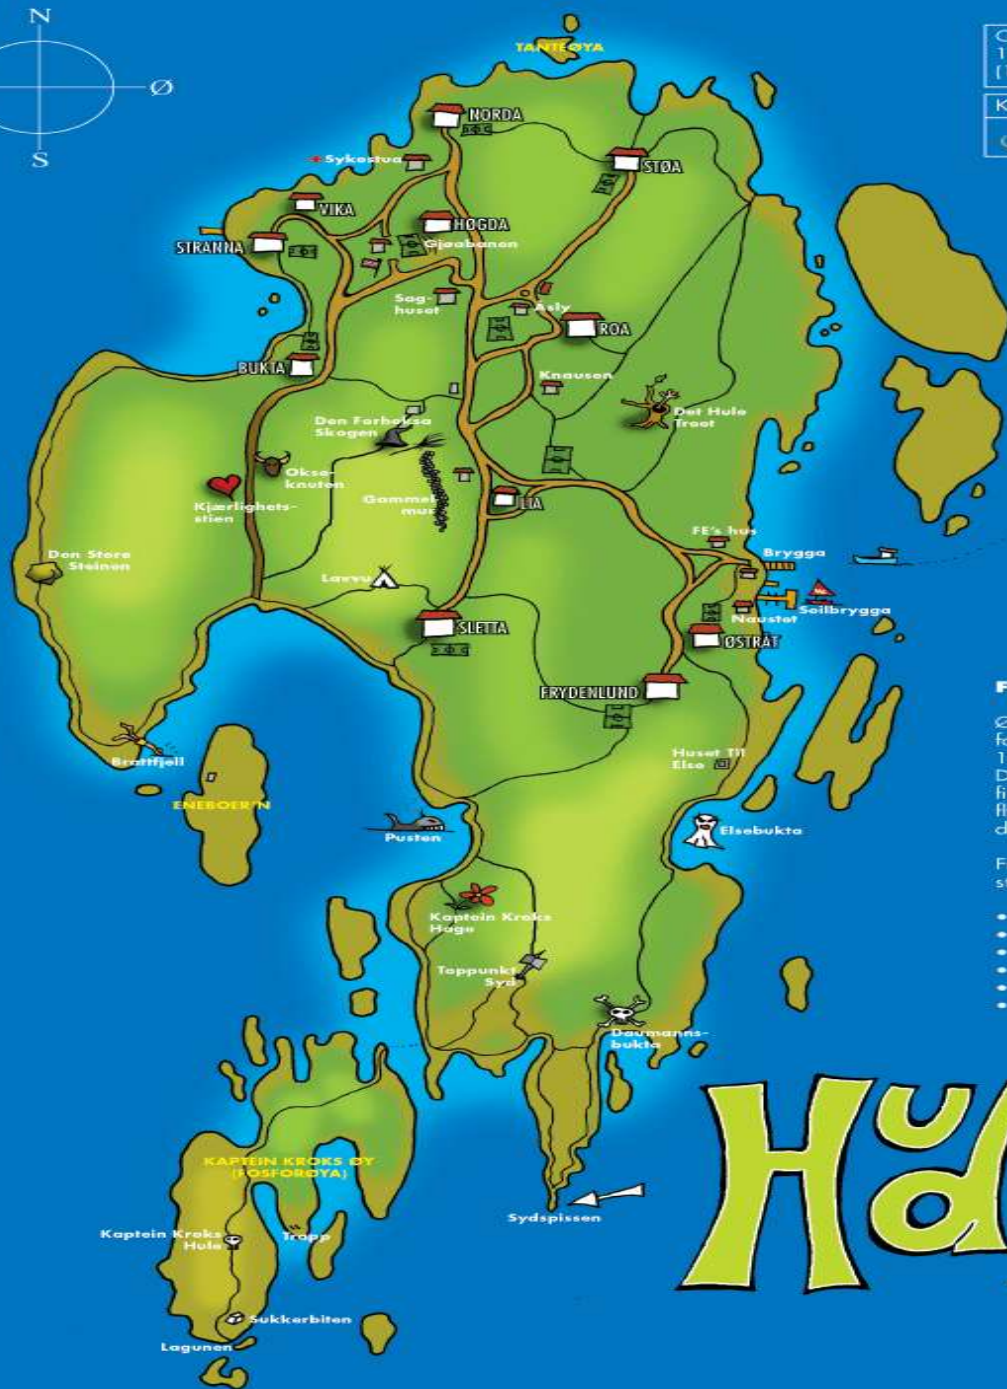 N
Ø
S
TANTEØYA
NORDA
Sykestua
STØA
VIKA
HØGDA
STRANNA
Gjøabanen
Sag-
huset
Åsly
ROA
BUKTA
Knausen
Den Forheksa
Skogen
Det Hule
Treet
Okse-
knuten
Kjærlighets-
stien
Gammel
mur
LIA
FE's hus
Brygga
Den Store
Steinen
Lavvu
Seilbrygga
Naustet
SLETTA
ØSTRÅT
FRYDENLUND
Brattfjell
Huset Til
Else
ENEBOER'N
Pusten
Elsebukta
Kaptein Kroks
Hage
Toppunkt
Syd
Daumanns-
bukta
KAPTEIN KROKS ØY
(FOSFORØYA)
Sydspissen
Kaptein Kroks
Hule
Trapp
Sukkerbiten
Lagunen
Hud